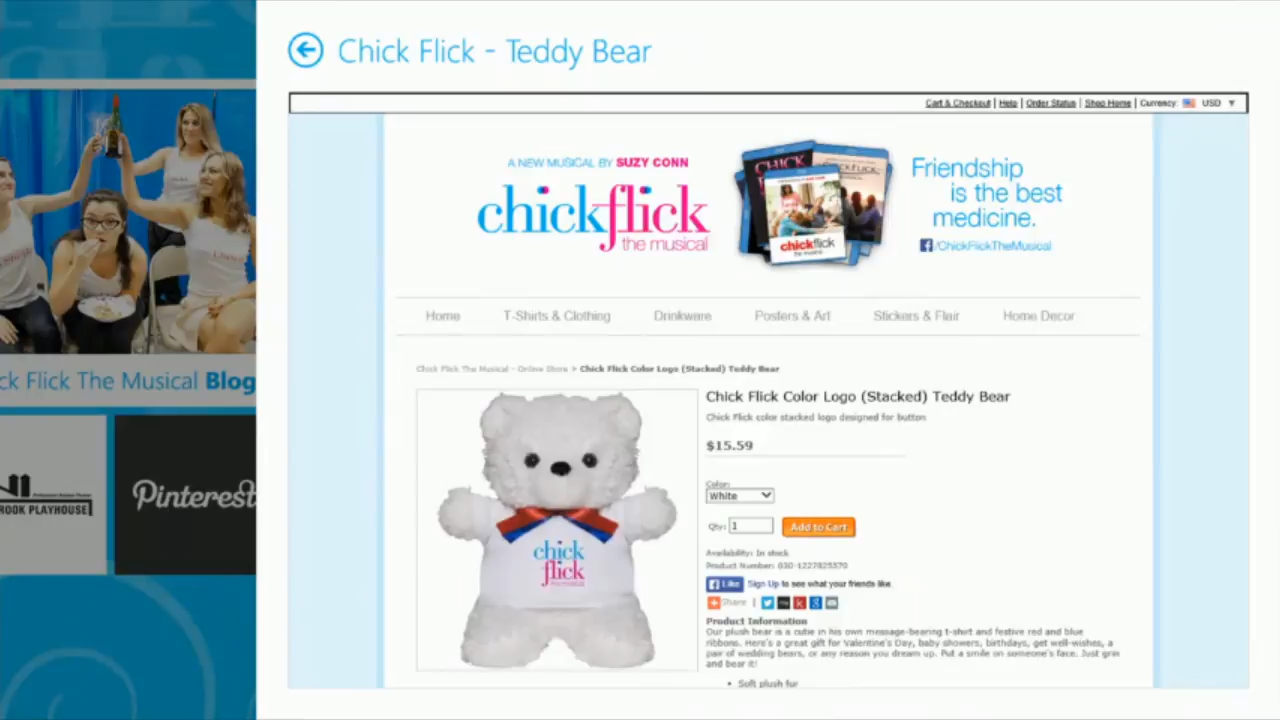 Chick Flick - Teddy Bear
Cart & Checkout | Help | Order Status | Shop Home | Currency: USD
A NEW MUSICAL BY SUZY CONN
chickflick
the musical
chickflick
the musical
Friendship
is the best
medicine.
/ChickFlickTheMusical
Home T-Shirts & Clothing Drinkware Posters & Art Stickers & Flair Home Decor
Chick Flick The Musical - Online Store > Chick Flick Color Logo (Stacked) Teddy Bear
Chick Flick Color Logo (Stacked) Teddy Bear
Chick Flick color stacked logo designed for button
$15.59
Color:
White
Qty: 1 Add to Cart
Availability: In stock
Product Number: 030-1227825570
Like Sign Up to see what your friends like.
Share |
Product Information
Our plush bear is a cutie in his own message-bearing t-shirt and festive red and blue
ribbons. Here's a great gift for Valentine's Day, baby showers, birthdays, get well-wishes, a
pair of wedding bears, or any reason you dream up. Put a smile on someone's face. Just grin
and bear it!
• Soft plush fur
chick
flick
ck Flick The Musical Blog
ROOK PLAYHOUSE
Pinterest